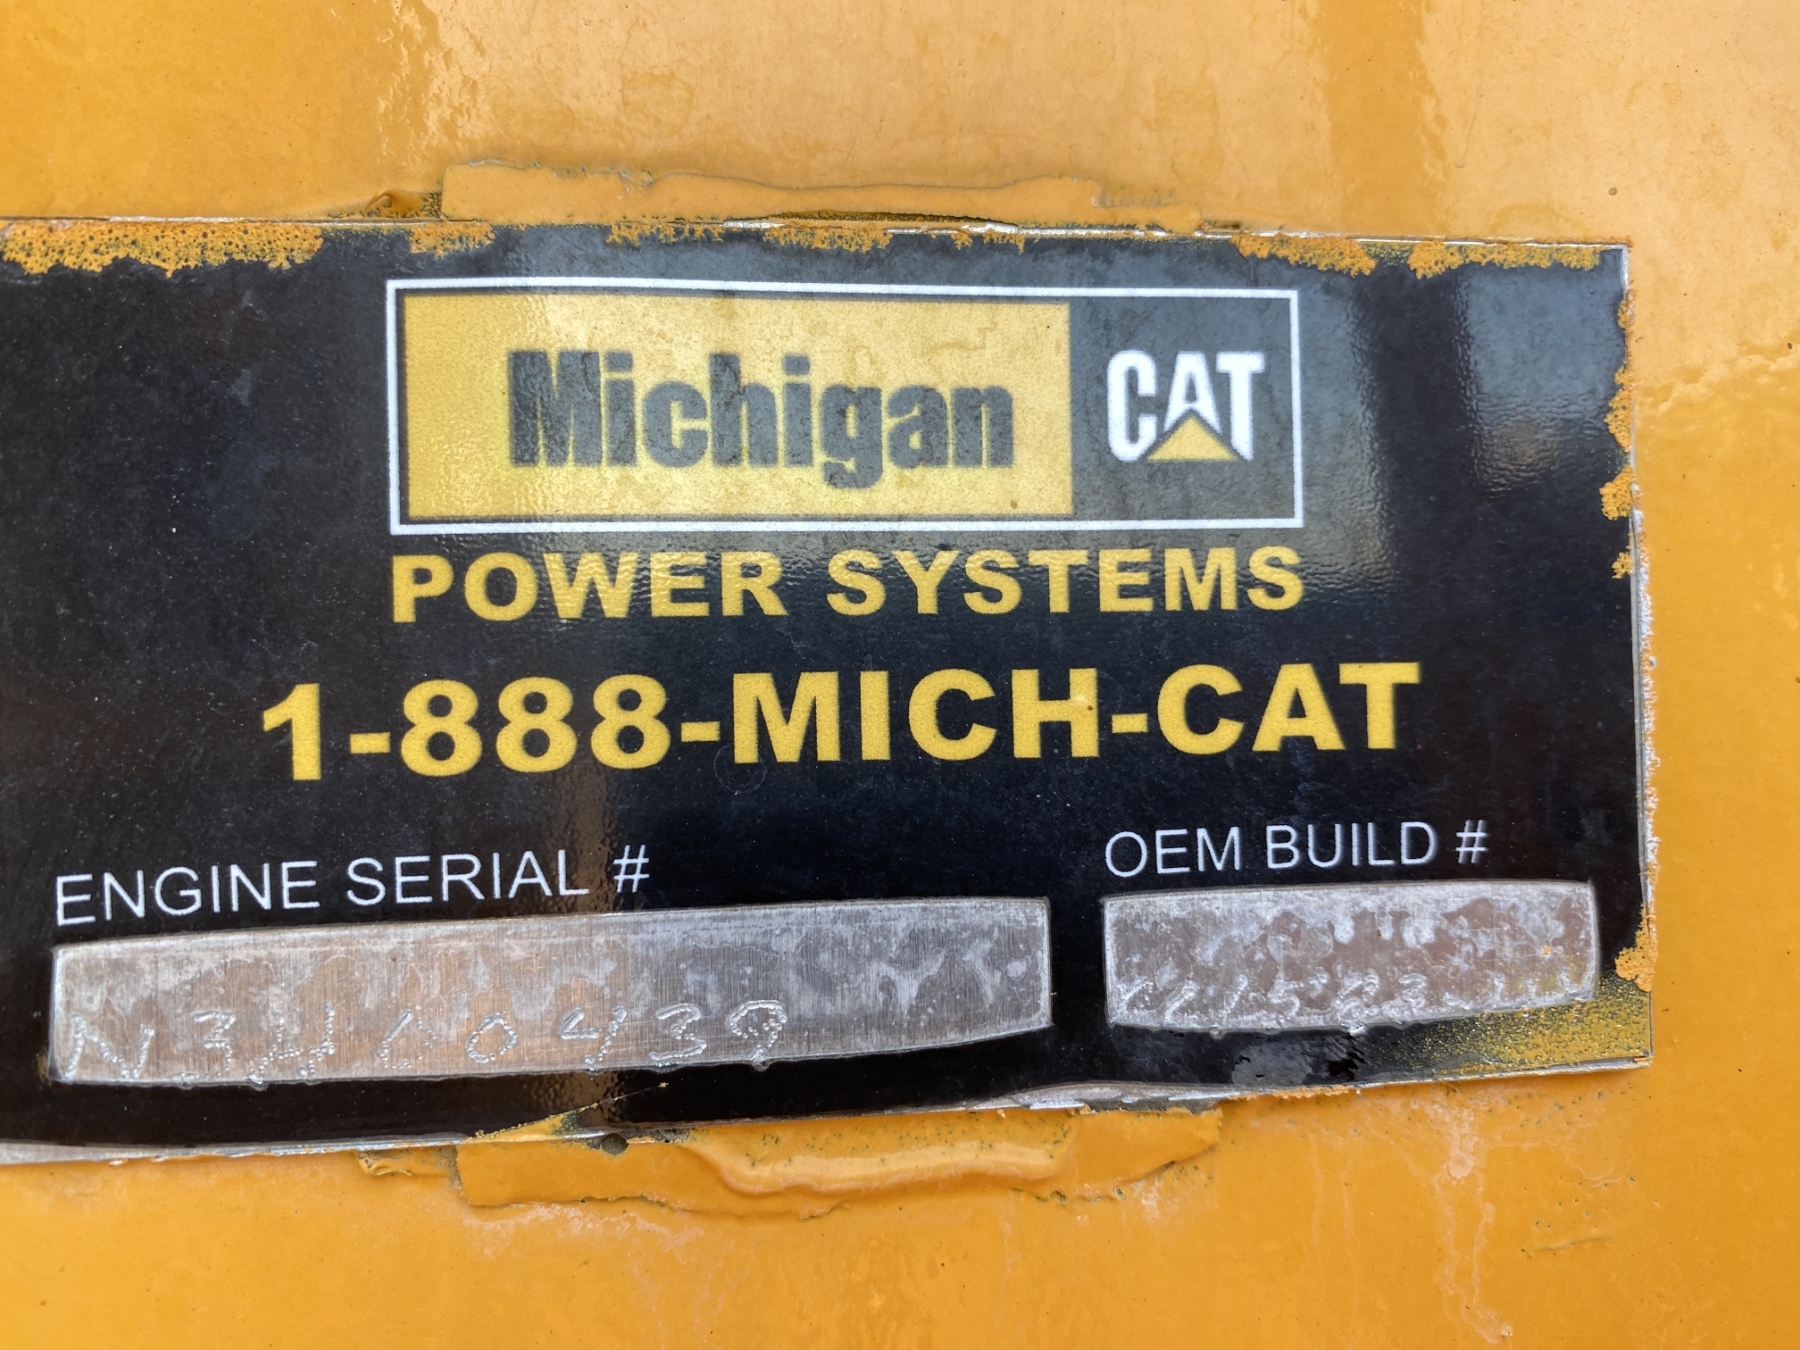 Michigan CAT
POWER SYSTEMS
1-888-MICH-CAT
ENGINE SERIAL #
OEM BUILD #